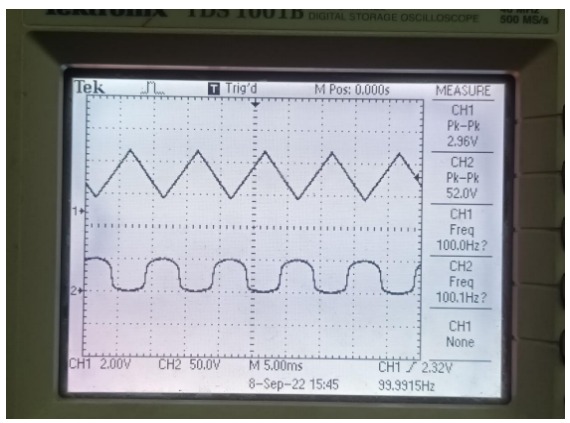 Tektronix TDS 1001B DIGITAL STORAGE OSCILLOSCOPE
500 MS/s
Tek T Trig'd M Pos: 0.000s MEASURE
CH1
Pk-Pk
2.96V
CH2
Pk-Pk
52.0V
CH1
Freq
100.0Hz?
CH2
Freq
100.1Hz?
CH1
None
1
2
CH1 2.00V CH2 50.0V M 5.00ms CH1 2.32V
8-Sep-22 15:45 99.9915Hz